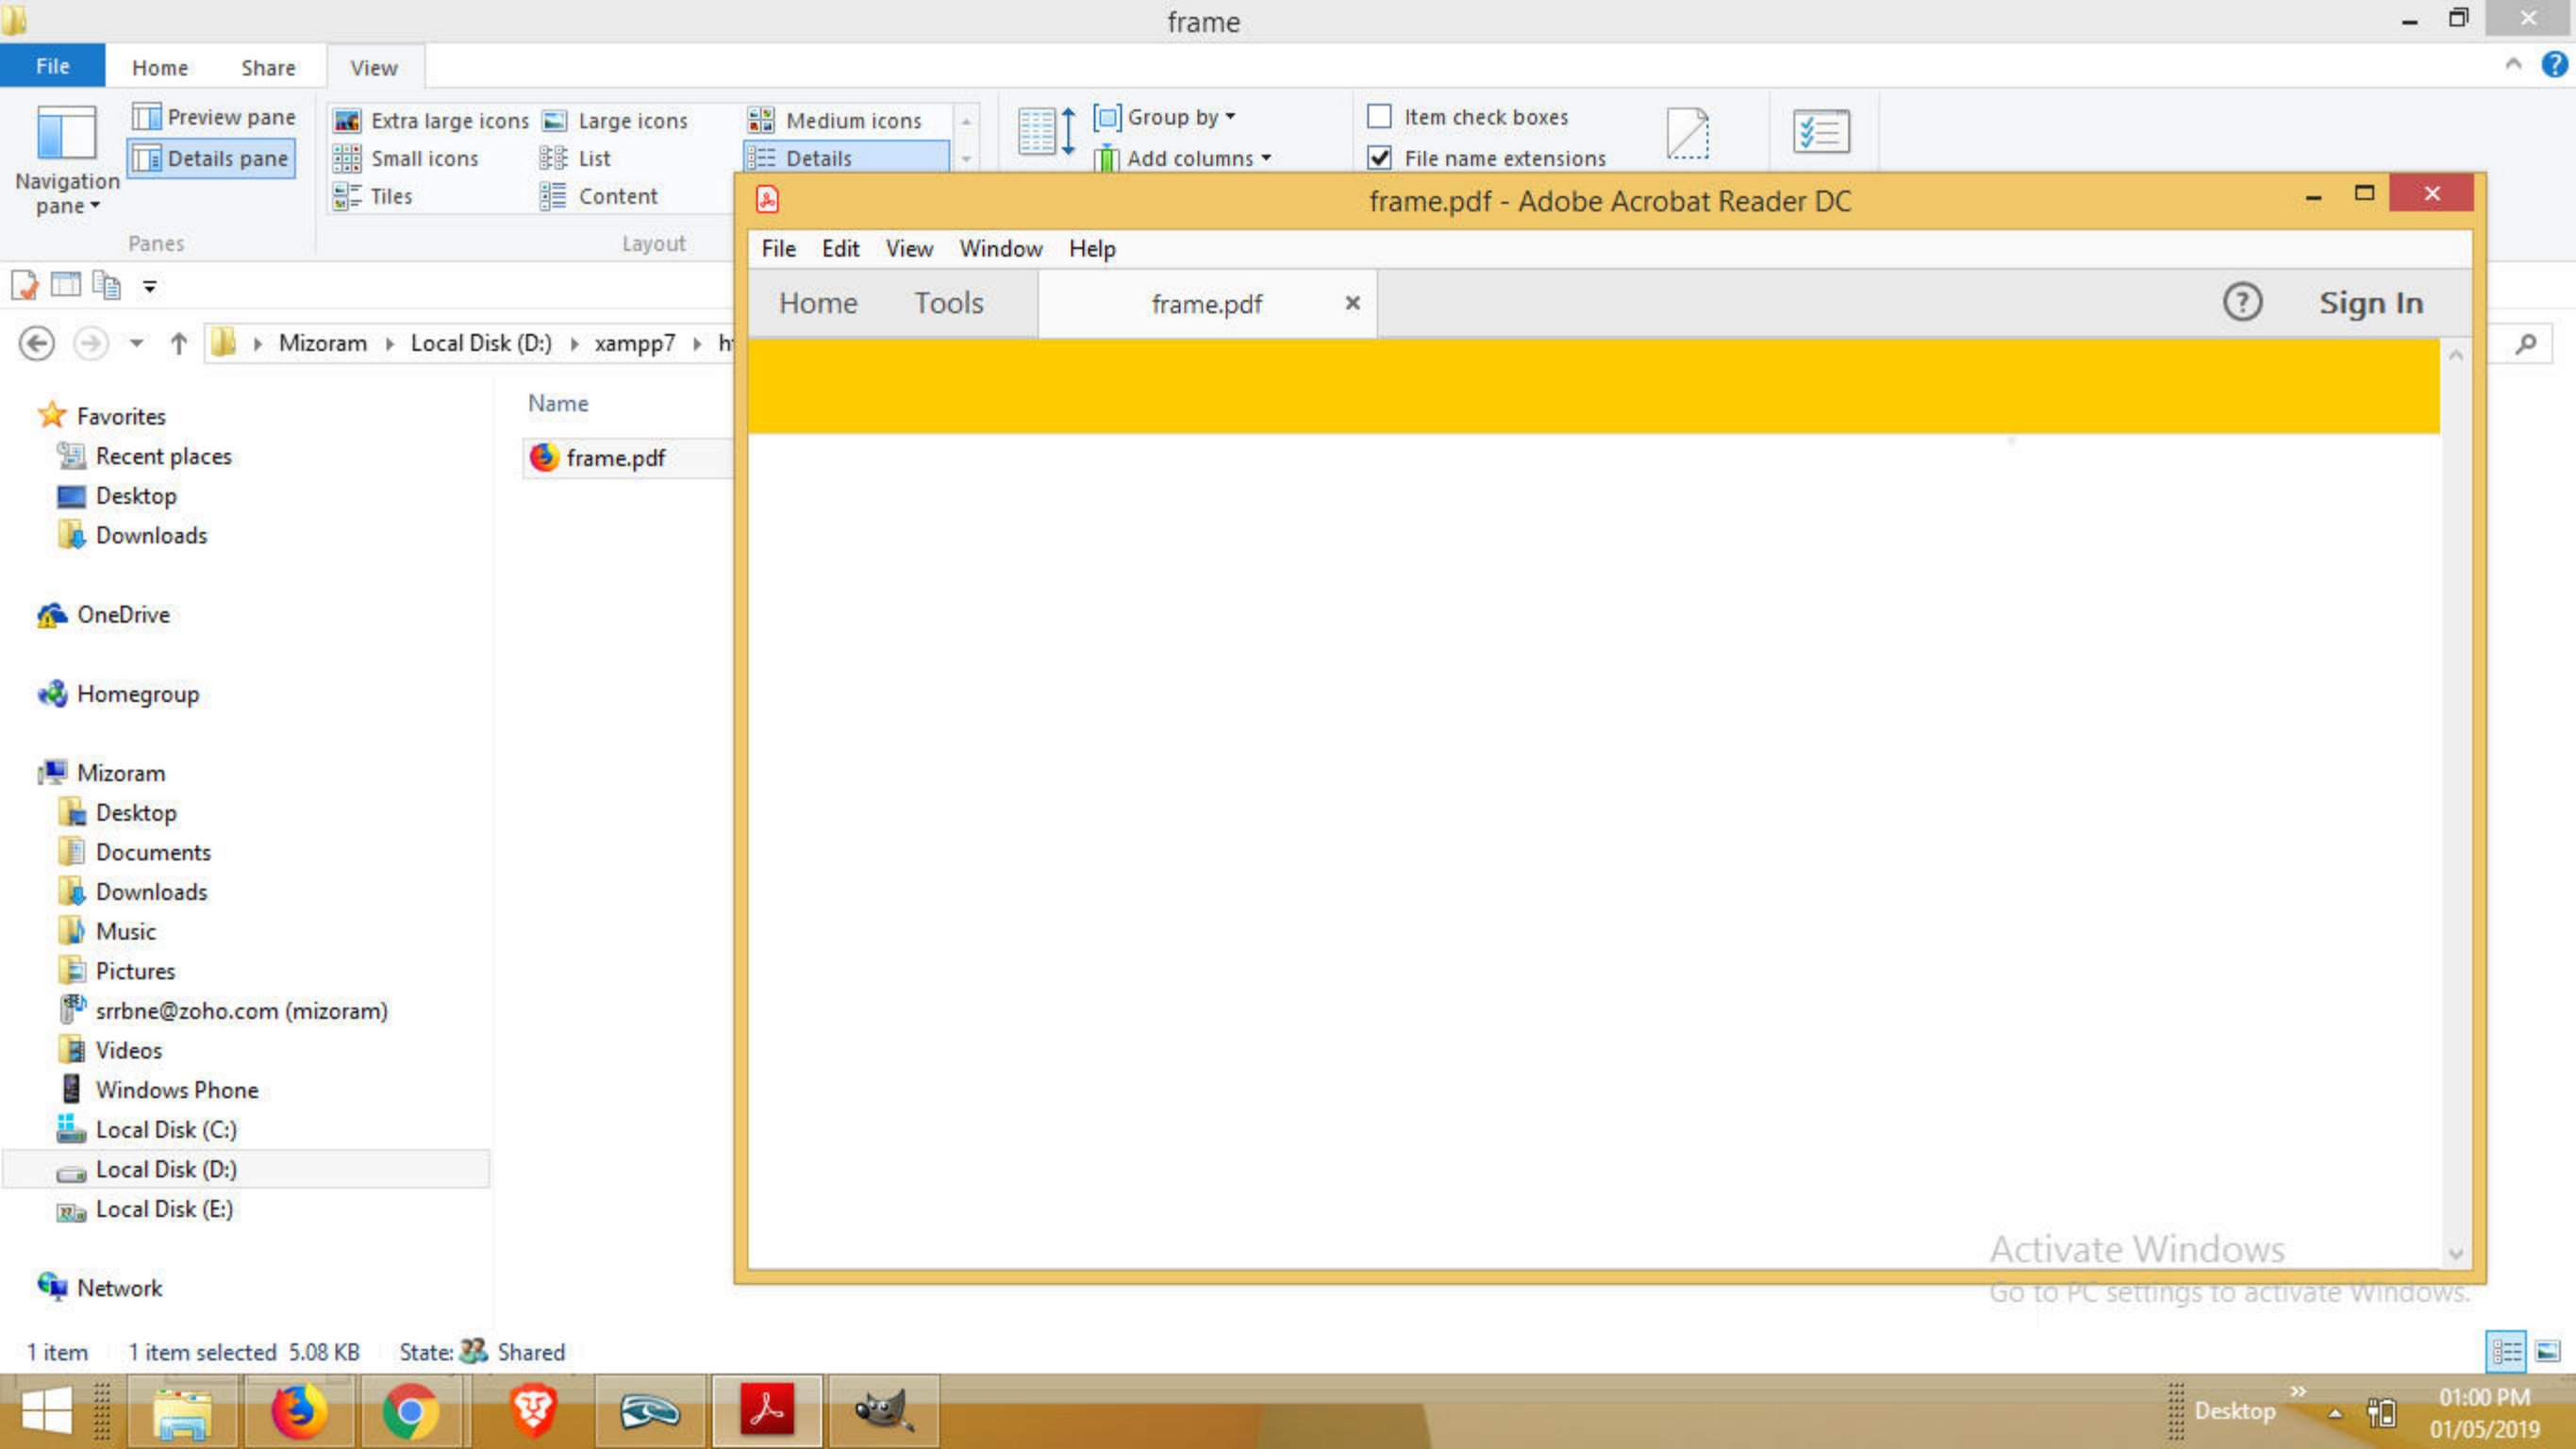 frame
File Home Share View
Preview pane
Details pane
Navigation pane
Panes
Extra large icons Large icons Medium icons
Small icons List Details
Tiles Content
Layout
Group by
Add columns
Item check boxes
File name extensions
frame.pdf - Adobe Acrobat Reader DC
File Edit View Window Help
Home Tools frame.pdf Sign In
Mizoram Local Disk (D:) xampp7
Name
frame.pdf
Favorites
Recent places
Desktop
Downloads
OneDrive
Homegroup
Mizoram
Desktop
Documents
Downloads
Music
Pictures
srrbne@zoho.com (mizoram)
Videos
Windows Phone
Local Disk (C:)
Local Disk (D:)
Local Disk (E:)
Network
Activate Windows
Go to PC settings to activate Windows.
1 item 1 item selected 5.08 KB State: Shared
Desktop
01:00 PM
01/05/2019